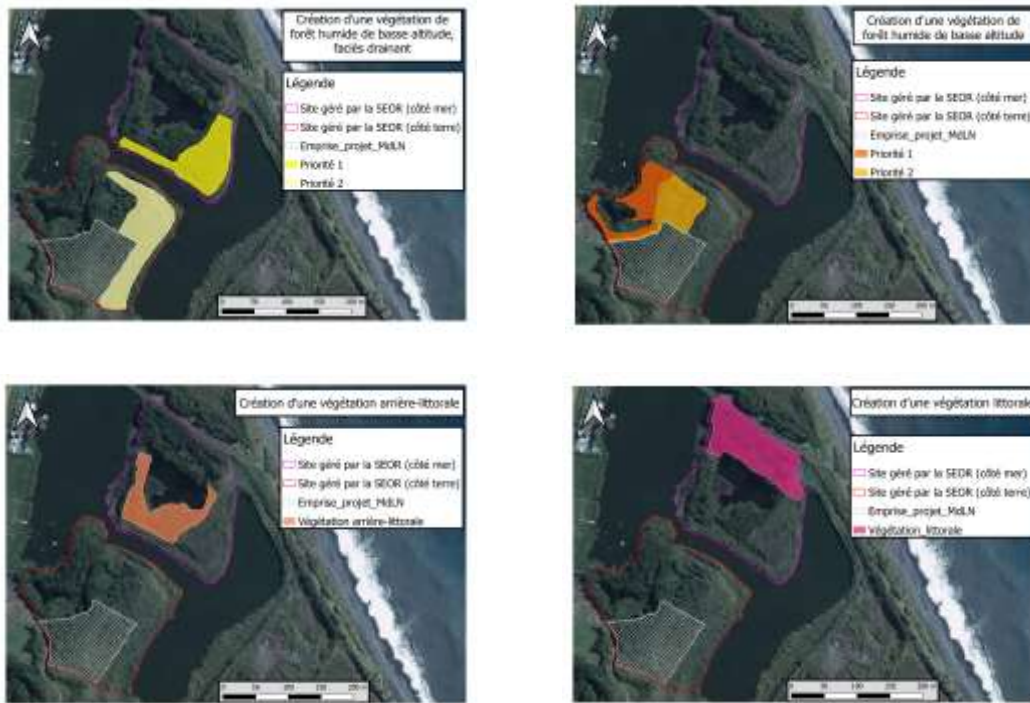 Création d'une végétation de
forêt humide de basse altitude,
faciès drainant
Légende
Site géré par la SEOR (côté mer)
Site géré par la SEOR (côté terre)
Emprise_projet_MdLN
Priorité 1
Priorité 2
Création d'une végétation de
forêt humide de basse altitude
Légende
Site géré par la SEOR (côté mer)
Site géré par la SEOR (côté terre)
Emprise_projet_MdLN
Priorité 1
Priorité 2
Création d'une végétation arrière-littorale
Légende
Site géré par la SEOR (côté mer)
Site géré par la SEOR (côté terre)
Emprise_projet_MdLN
Végétation arrière-littorale
Création d'une végétation littorale
Légende
Site géré par la SEOR (côté mer)
Site géré par la SEOR (côté terre)
Emprise_projet_MdLN
Végétation_littorale